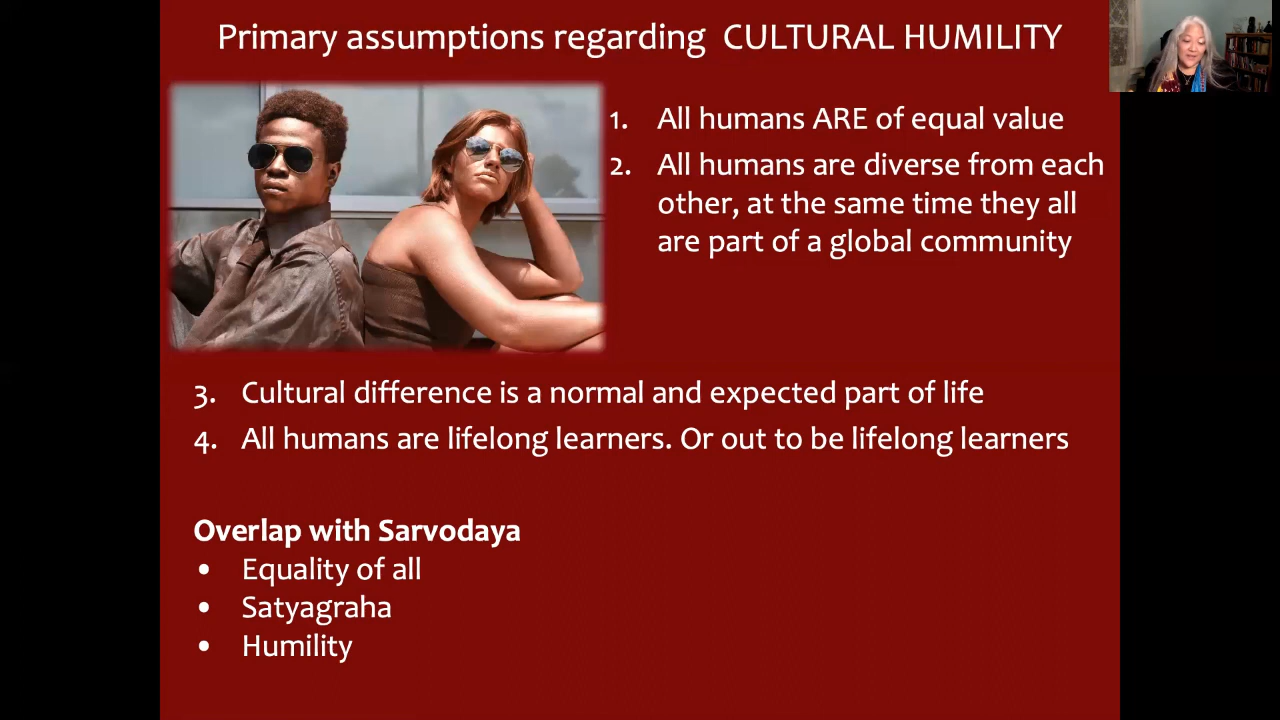 Primary assumptions regarding CULTURAL HUMILITY
1. All humans ARE of equal value
2. All humans are diverse from each
other, at the same time they all
are part of a global community
3. Cultural difference is a normal and expected part of life
4. All humans are lifelong learners. Or out to be lifelong learners
Overlap with Sarvodaya
• Equality of all
• Satyagraha
• Humility